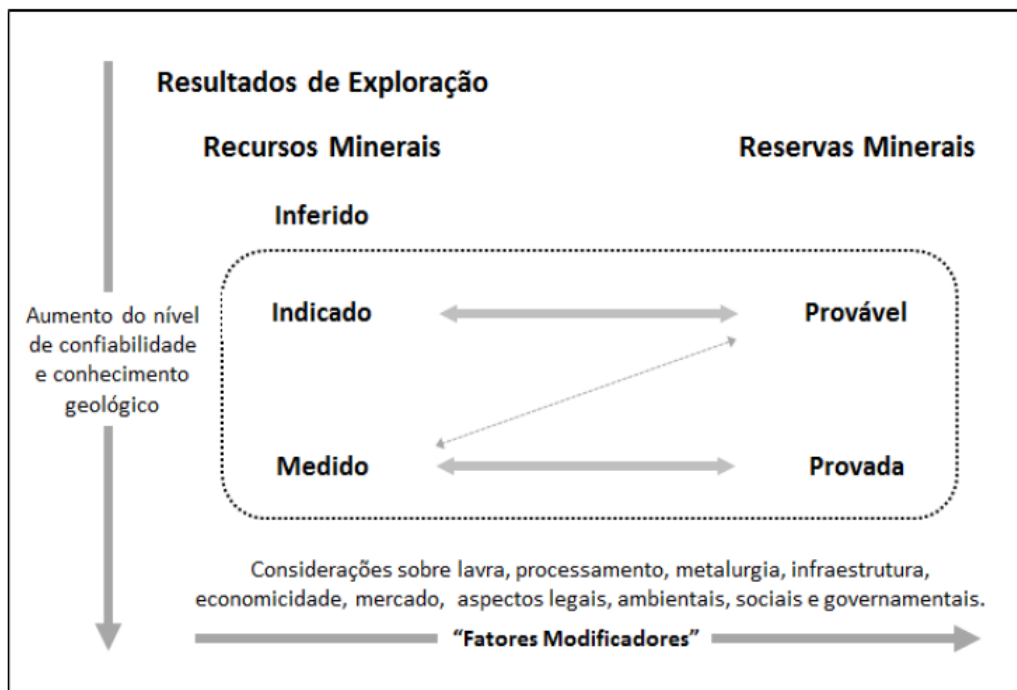 Resultados de Exploração
Recursos Minerais
Reservas Minerais
Inferido
Indicado
Provável
Aumento do nível
de confiabilidade
e conhecimento
geológico
Medido
Provada
Considerações sobre lavra, processamento, metalurgia, infraestrutura,
economicidade, mercado, aspectos legais, ambientais, sociais e governamentais.
“Fatores Modificadores”